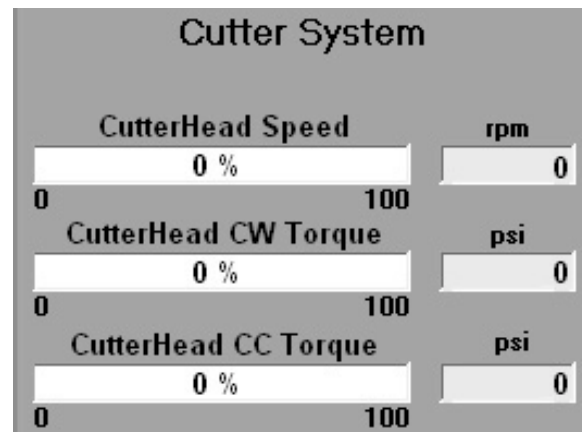 Cutter System
CutterHead Speed rpm
0 % 0
0 100
CutterHead CW Torque psi
0 % 0
0 100
CutterHead CC Torque psi
0 % 0
0 100